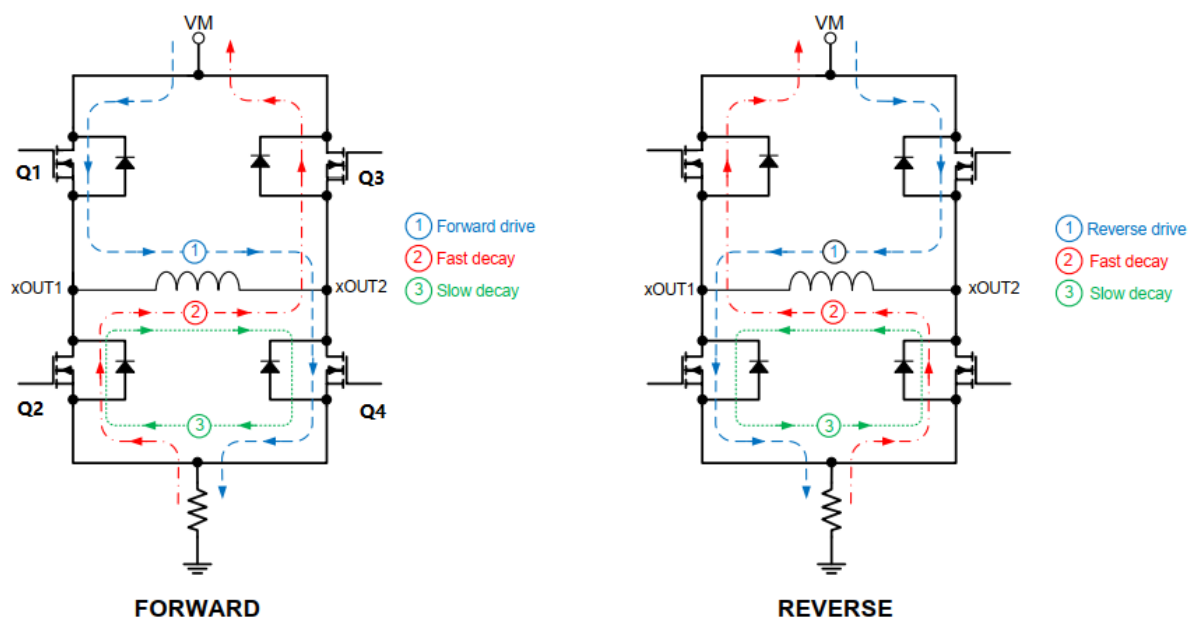 VM
Q1
Q3
1 Forward drive
1
2 Fast decay
xOUT1
xOUT2
3 Slow decay
2
Q2
Q4
3
FORWARD
VM
1 Reverse drive
1
2 Fast decay
xOUT1
xOUT2
3 Slow decay
2
3
REVERSE